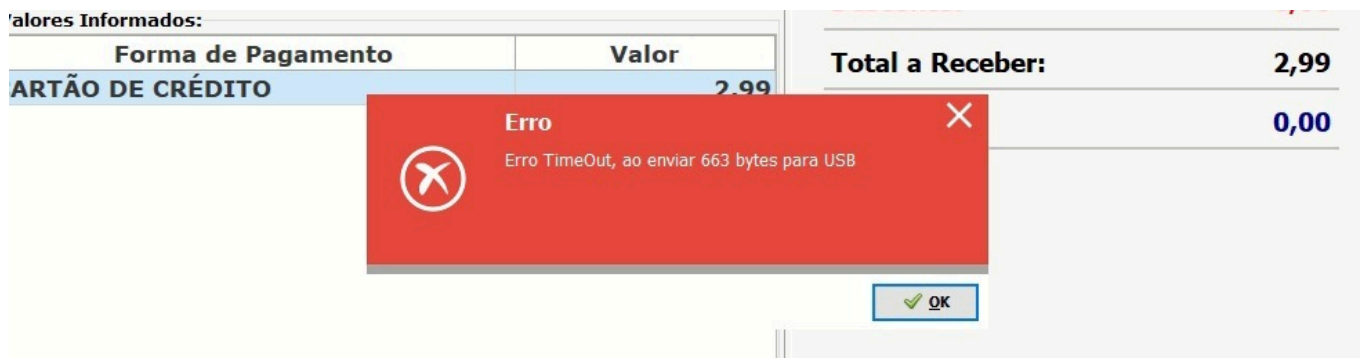 Valores Informados:
Forma de Pagamento Valor
ARTÃO DE CRÉDITO 2,99
Total a Receber: 2,99
0,00
Erro
Erro TimeOut, ao enviar 663 bytes para USB
OK